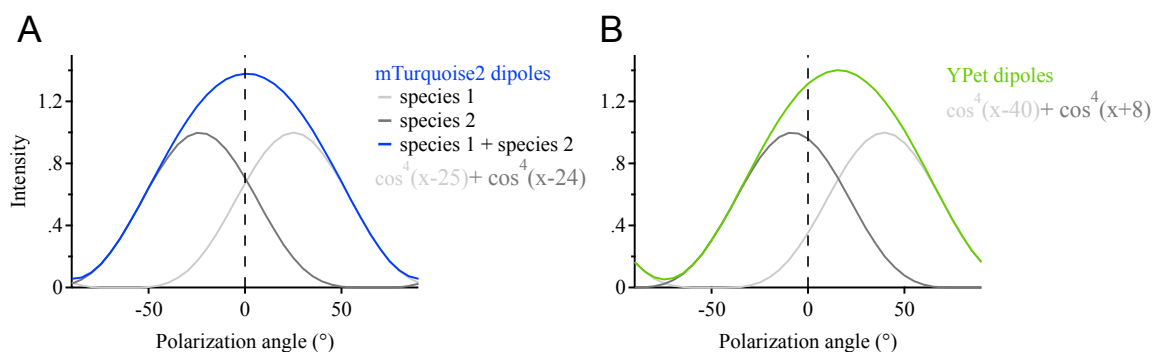 A
mTurquoise2 dipoles
species 1
species 2
species 1 + species 2
cos⁴(x-25)+ cos⁴(x-24)
Intensity
1.2
.8
.4
0
-50
0
50
Polarization angle (°)
B
YPet dipoles
cos⁴(x-40)+ cos⁴(x+8)
1.2
.8
.4
0
-50
0
50
Polarization angle (°)